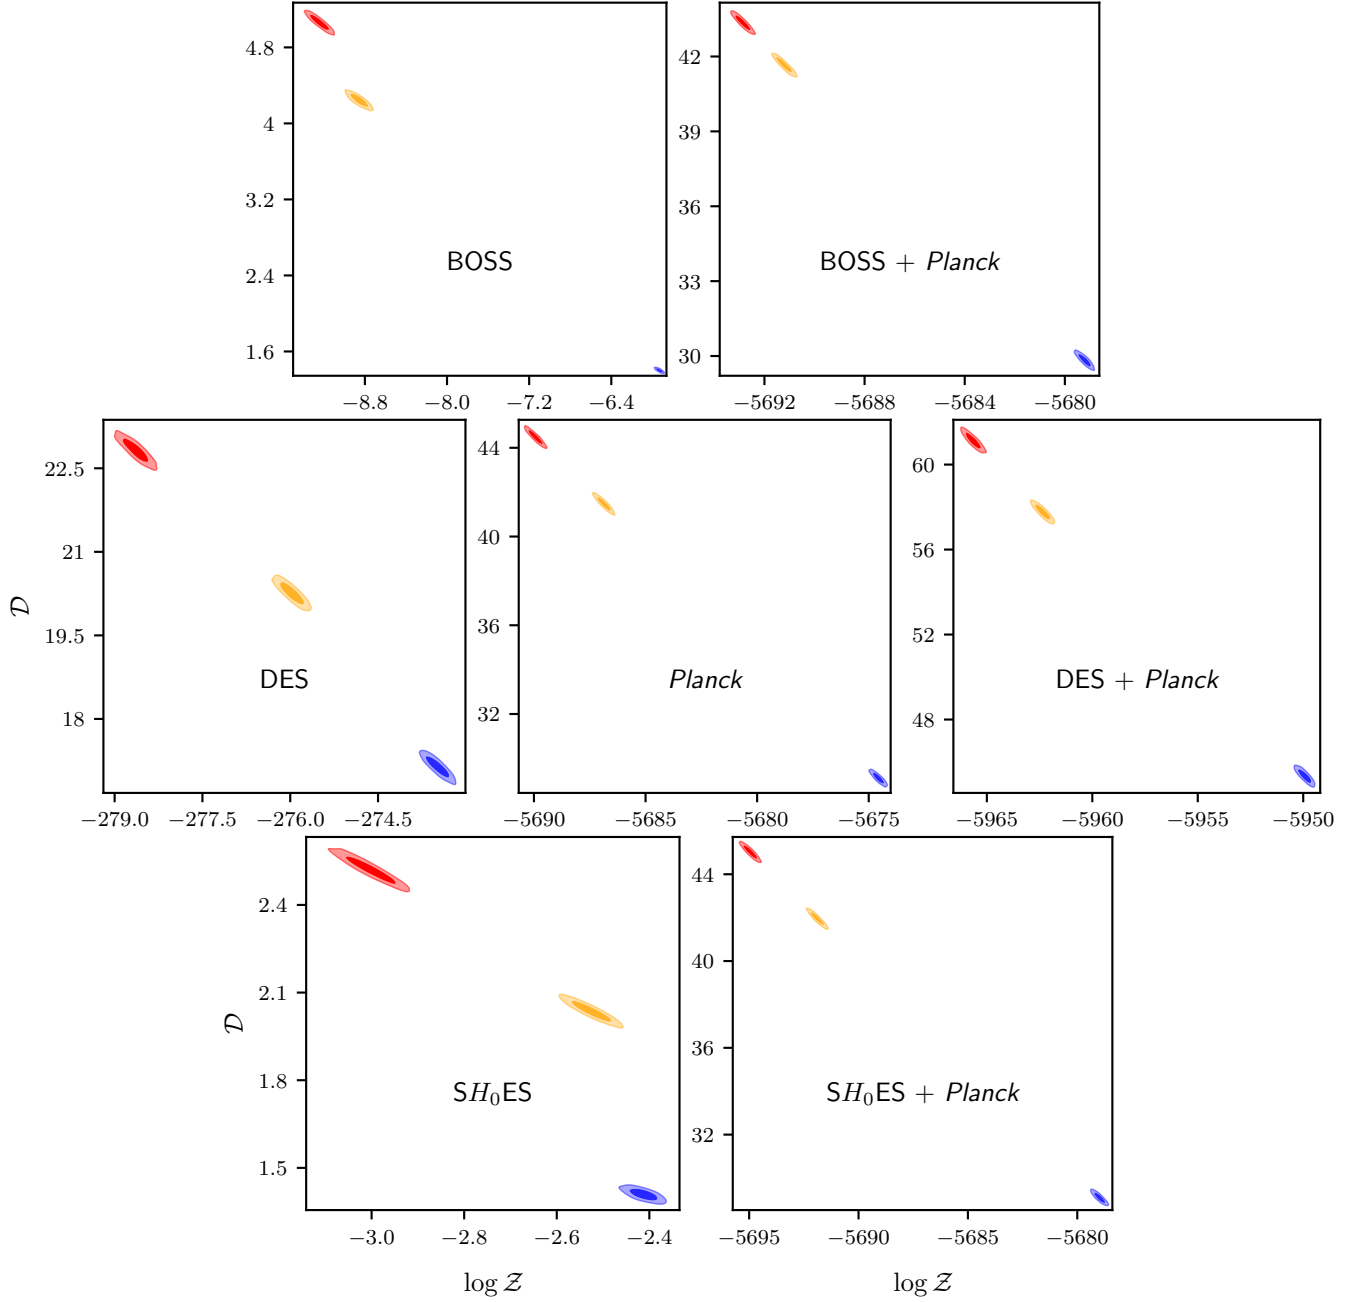 4.8
4
3.2
2.4
1.6
BOSS
−8.8 −8.0 −7.2 −6.4
42
39
36
33
30
BOSS + Planck
−5692 −5688 −5684 −5680
𝒟
22.5
21
19.5
18
DES
−279.0 −277.5 −276.0 −274.5
44
40
36
32
Planck
−5690 −5685 −5680 −5675
60
56
52
48
DES + Planck
−5965 −5960 −5955 −5950
𝒟
2.4
2.1
1.8
1.5
SH₀ES
−3.0 −2.8 −2.6 −2.4
log 𝒵
44
40
36
32
SH₀ES + Planck
−5695 −5690 −5685 −5680
log 𝒵